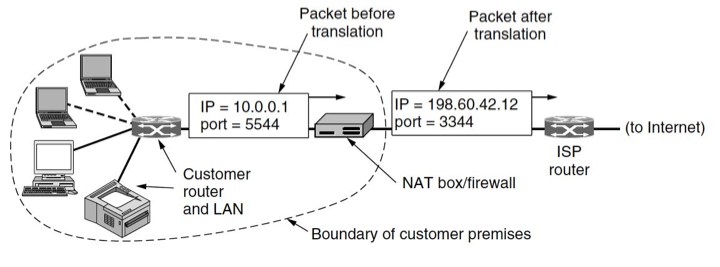 Packet before
translation
Packet after
translation
IP = 10.0.0.1
port = 5544
IP = 198.60.42.12
port = 3344
(to Internet)
ISP
router
Customer
router
and LAN
NAT box/firewall
Boundary of customer premises